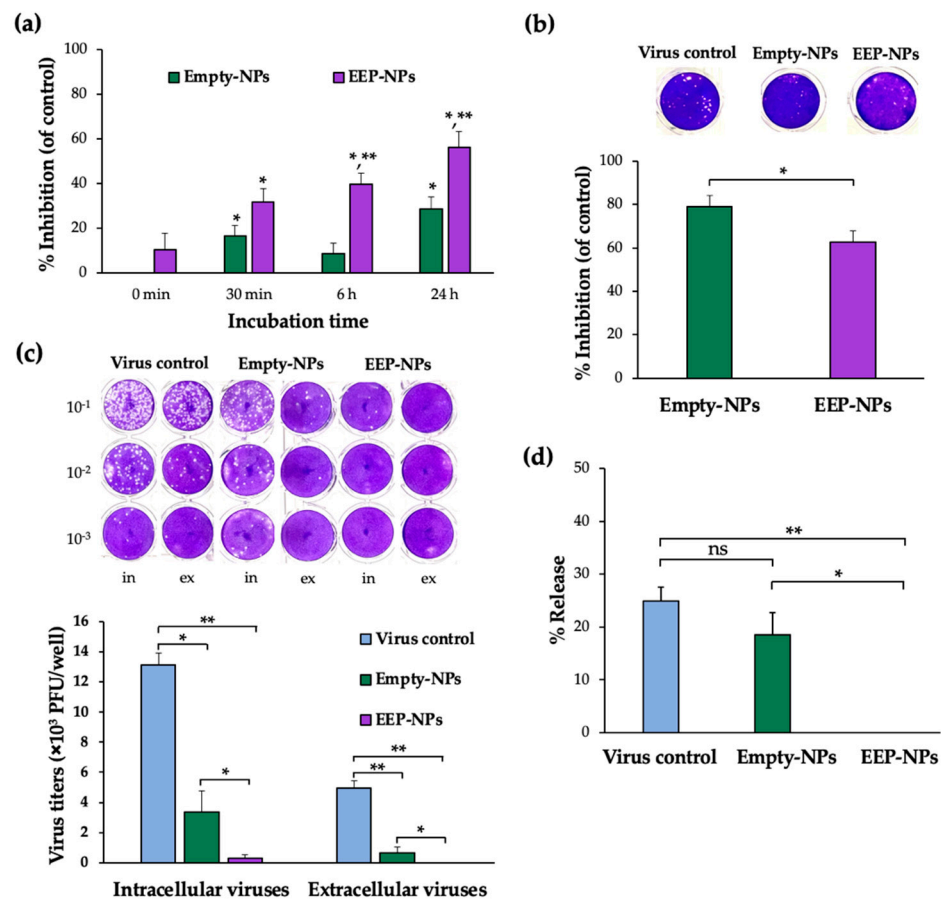 (a)
% Inhibition (of control)
100
80
60
40
20
0
Empty-NPs
EEP-NPs
*
*
*,**
*
*,**
0 min
30 min
6 h
24 h
Incubation time
(b)
Virus control
Empty-NPs
EEP-NPs
% Inhibition (of control)
100
80
60
40
20
0
*
Empty-NPs
EEP-NPs
(c)
Virus control
Empty-NPs
EEP-NPs
10-1
10-2
10-3
in
ex
in
ex
in
ex
Virus titers (×10³ PFU/well)
16
14
12
10
8
6
4
2
0
**
*
*
**
**
*
Virus control
Empty-NPs
EEP-NPs
Intracellular viruses
Extracellular viruses
(d)
% Release
50
40
30
20
10
0
**
ns
*
Virus control
Empty-NPs
EEP-NPs